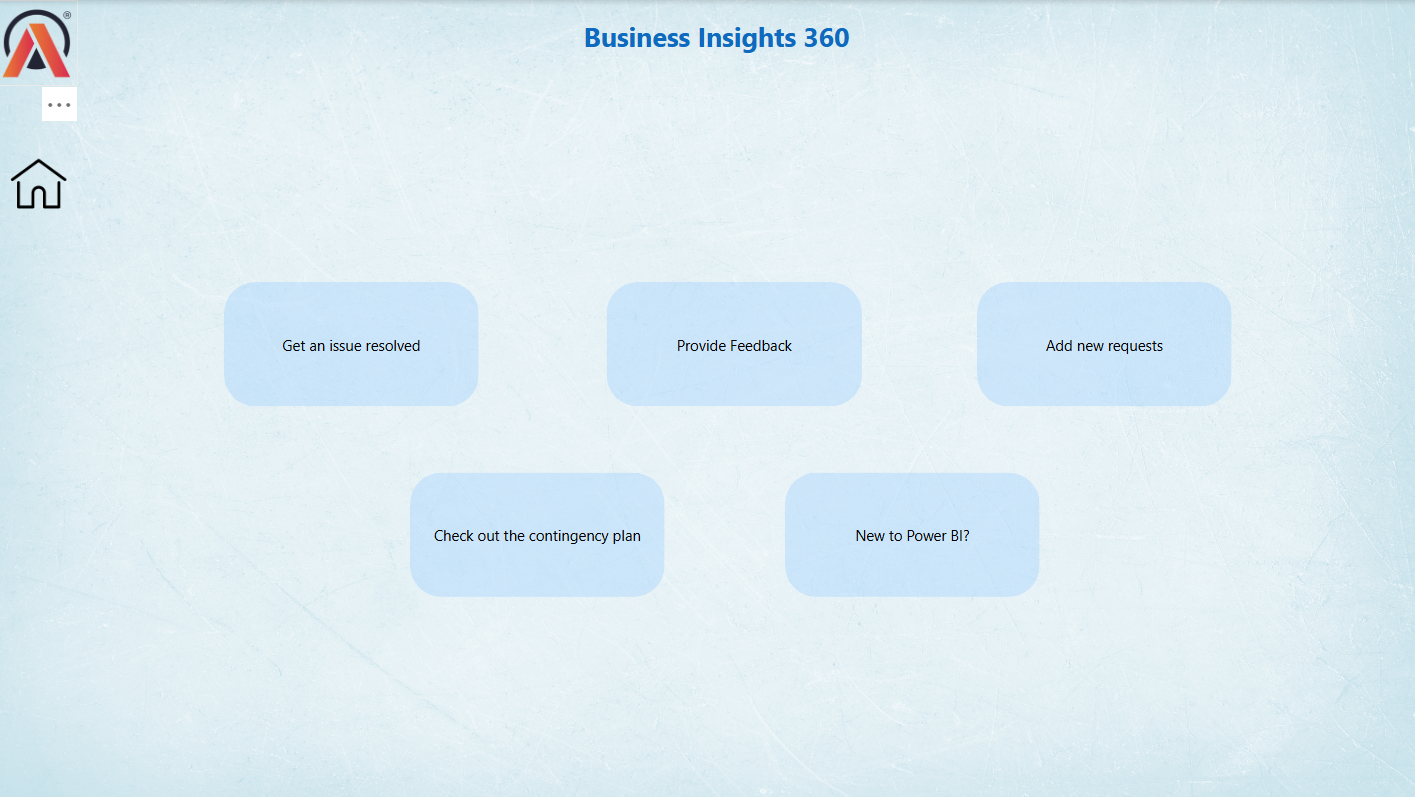 Business Insights 360
Get an issue resolved
Provide Feedback
Add new requests
Check out the contingency plan
New to Power BI?